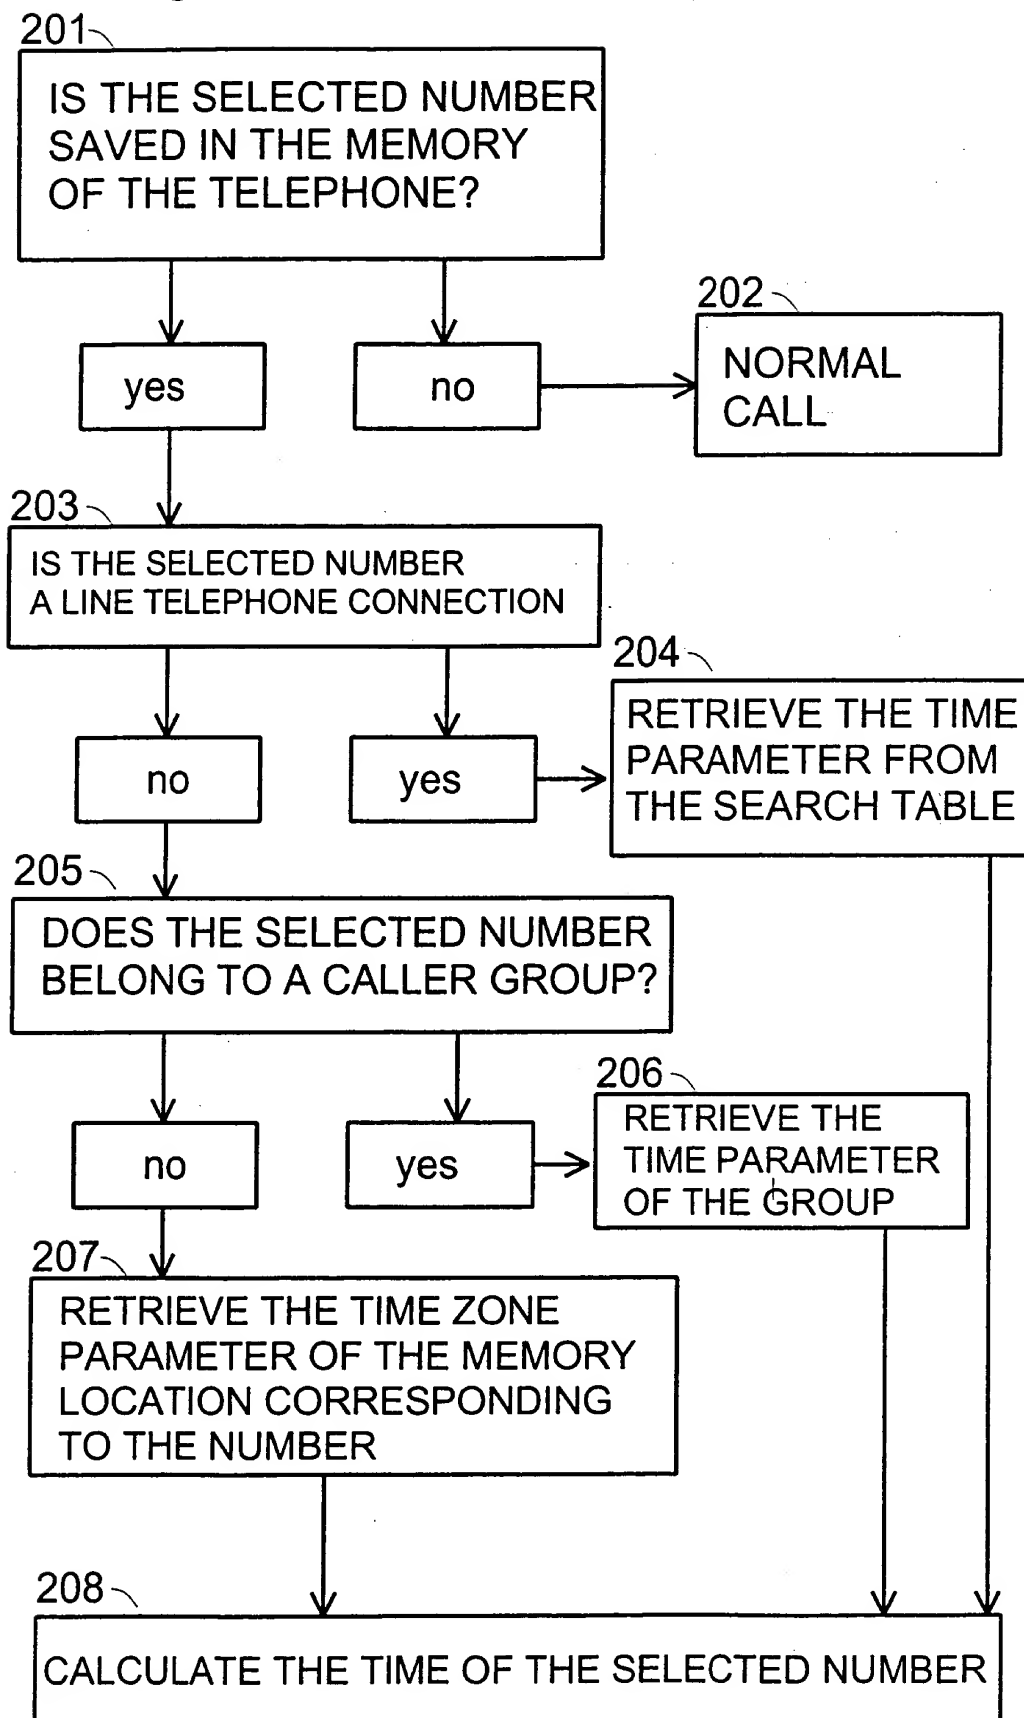 201
IS THE SELECTED NUMBER
SAVED IN THE MEMORY
OF THE TELEPHONE?
202
yes
no
NORMAL
CALL
203
IS THE SELECTED NUMBER
A LINE TELEPHONE CONNECTION
204
no
yes
RETRIEVE THE TIME
PARAMETER FROM
THE SEARCH TABLE
205
DOES THE SELECTED NUMBER
BELONG TO A CALLER GROUP?
206
no
yes
RETRIEVE THE
TIME PARAMETER
OF THE GROUP
207
RETRIEVE THE TIME ZONE
PARAMETER OF THE MEMORY
LOCATION CORRESPONDING
TO THE NUMBER
208
CALCULATE THE TIME OF THE SELECTED NUMBER